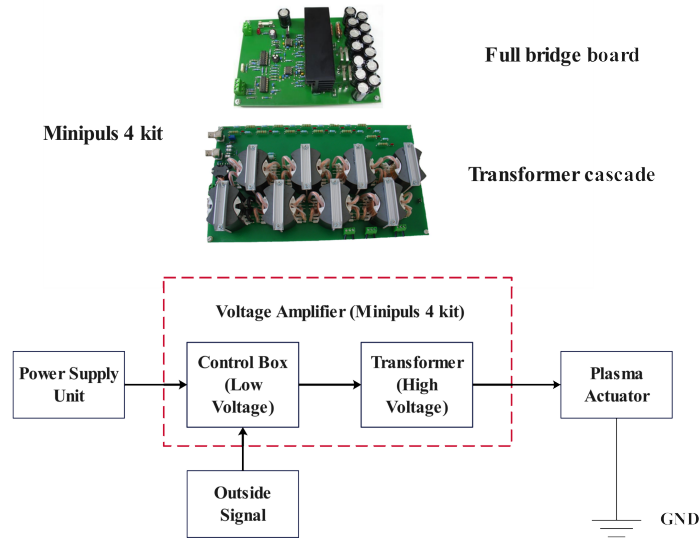 Full bridge board
Minipuls 4 kit
Transformer cascade
Voltage Amplifier (Minipuls 4 kit)
Power Supply
Unit
Control Box
(Low
Voltage)
Transformer
(High
Voltage)
Plasma
Actuator
Outside
Signal
GND